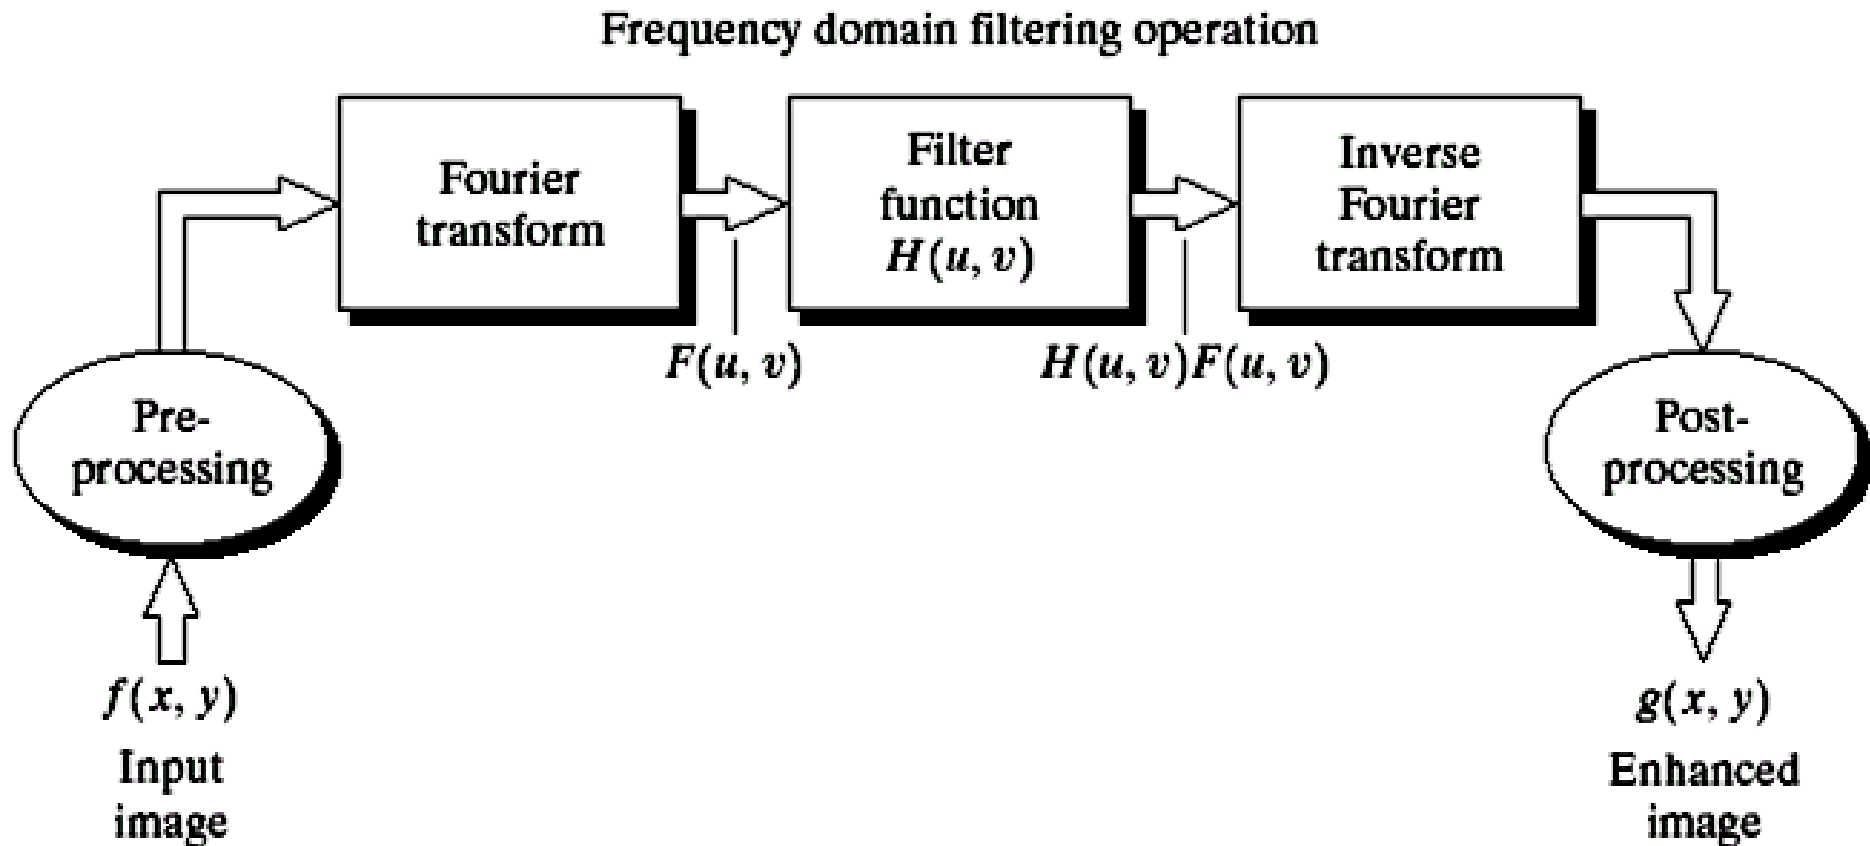 Frequency domain filtering operation
Fourier
transform
Filter
function
H(u, v)
Inverse
Fourier
transform
F(u, v)
H(u, v)F(u, v)
Pre-
processing
Post-
processing
f(x, y)
Input
image
g(x, y)
Enhanced
image